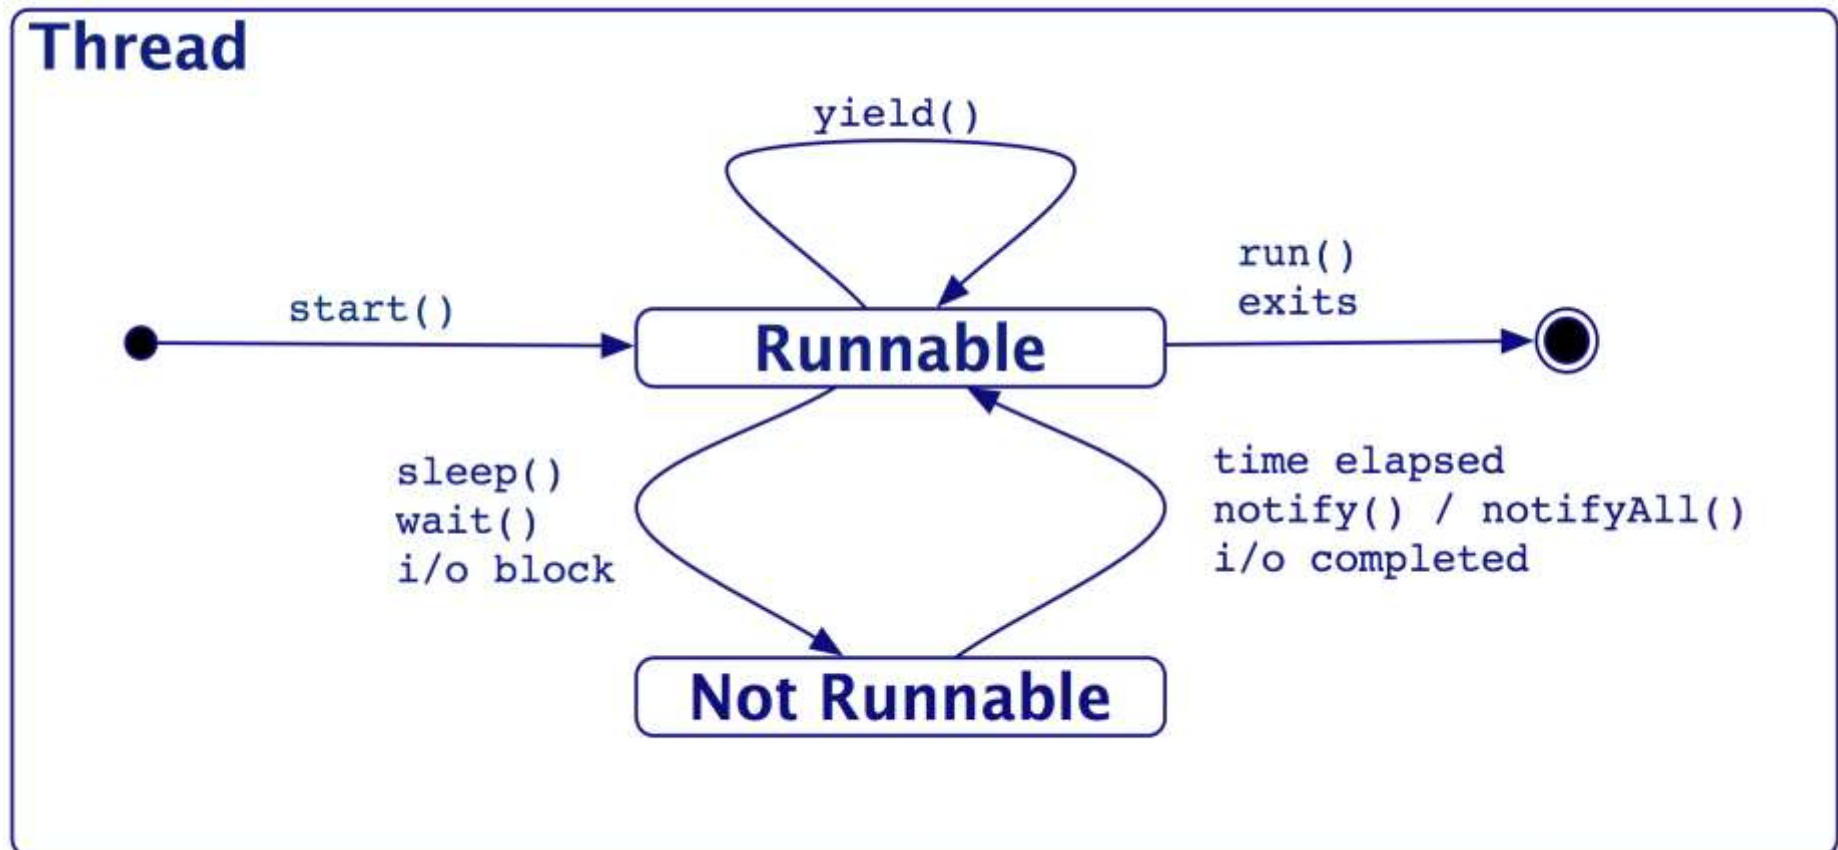 Thread
yield()
run()
exits
start()
Runnable
sleep()
wait()
i/o block
time elapsed
notify() / notifyAll()
i/o completed
Not Runnable